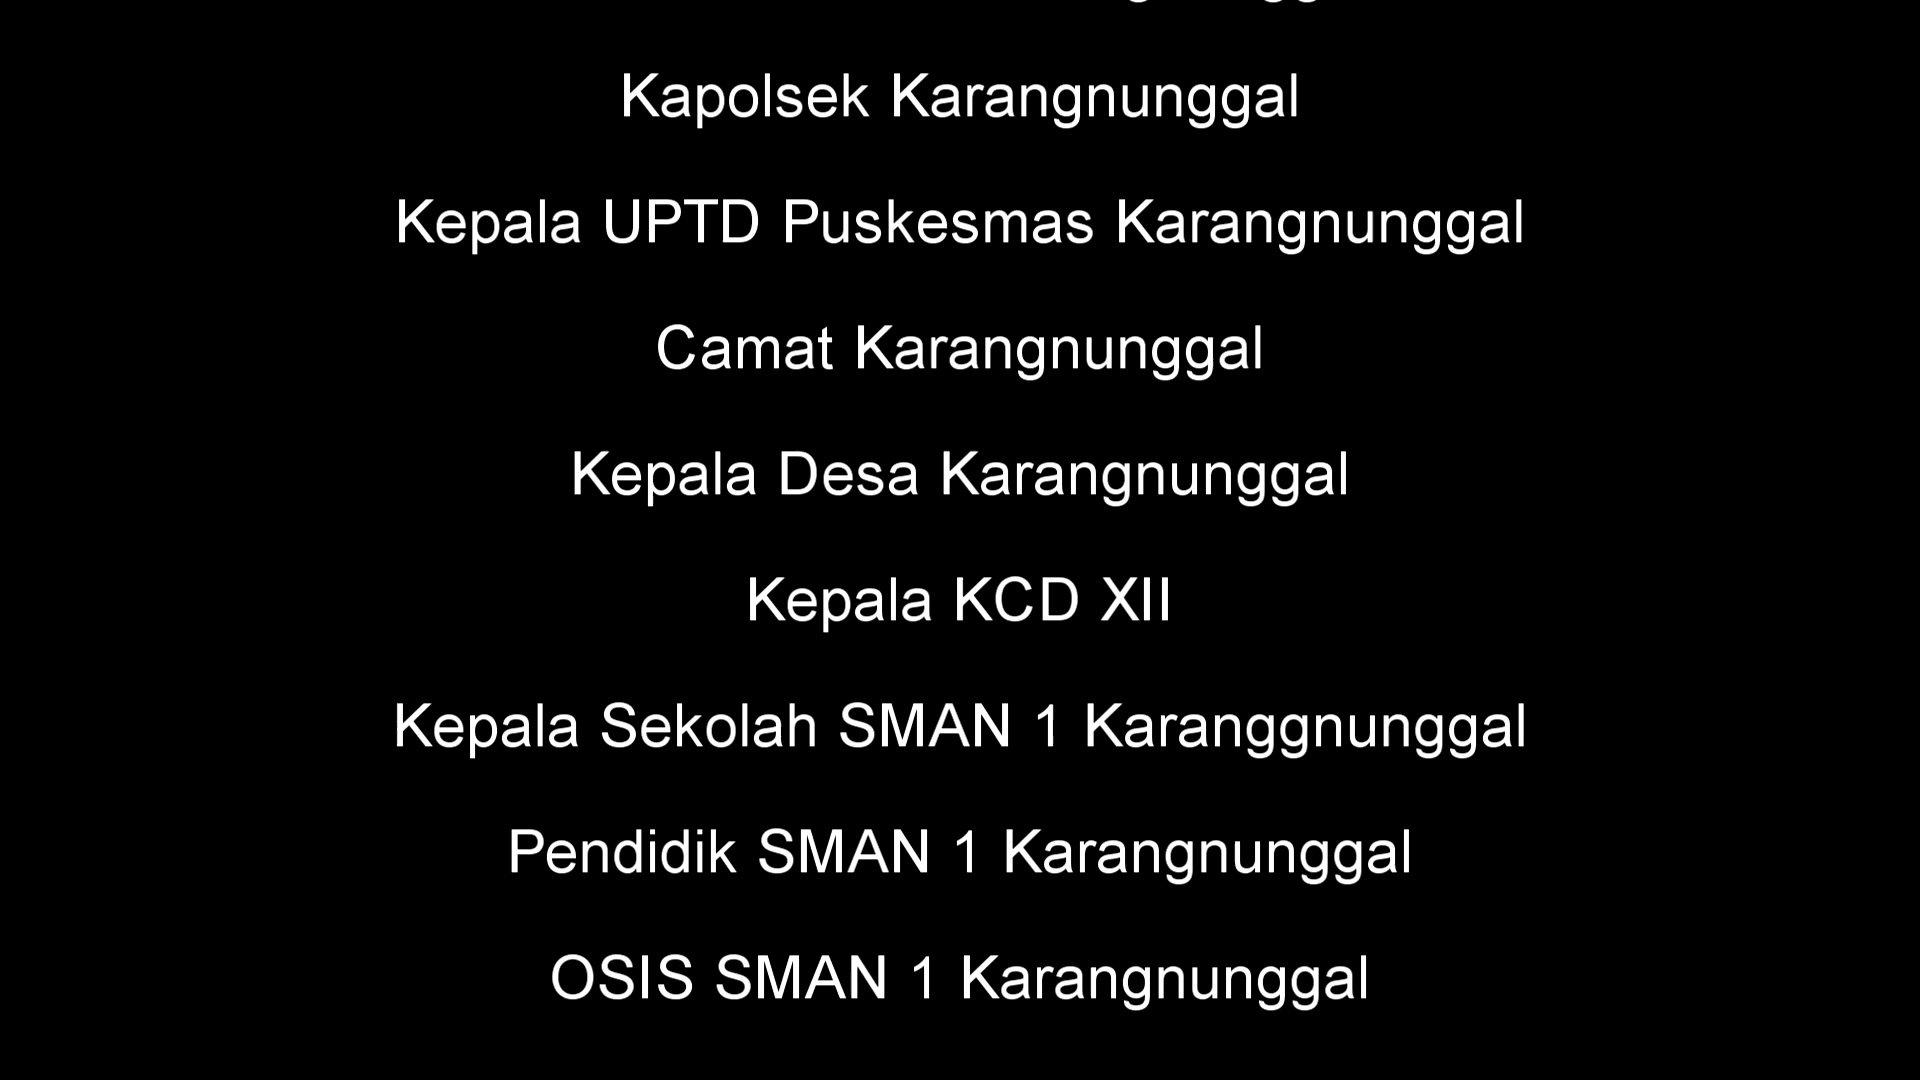 Kapolsek Karangnunggal
Kepala UPTD Puskesmas Karangnunggal
Camat Karangnunggal
Kepala Desa Karangnunggal
Kepala KCD XII
Kepala Sekolah SMAN 1 Karanggnunggal
Pendidik SMAN 1 Karangnunggal
OSIS SMAN 1 Karangnunggal